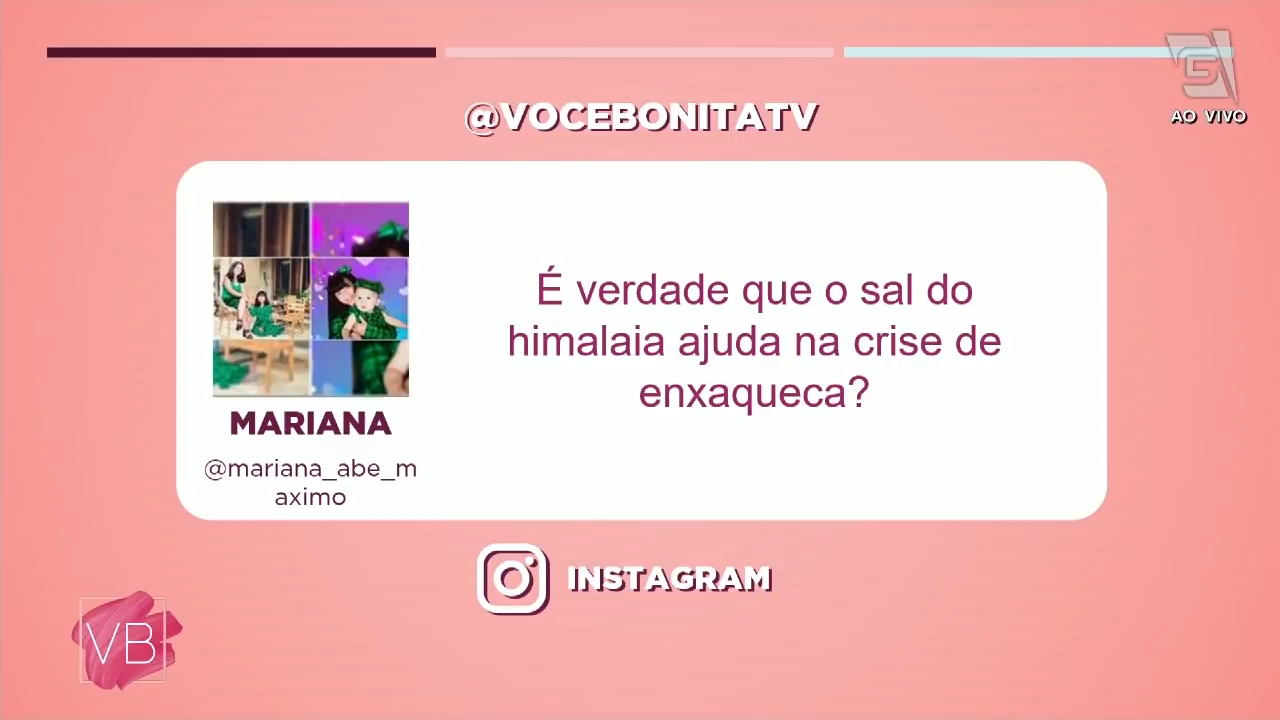 @VOCEBONITATV
G
AO VIVO
É verdade que o sal do
himalaia ajuda na crise de
enxaqueca?
MARIANA
@mariana_abe_m
aximo
INSTAGRAM
VB